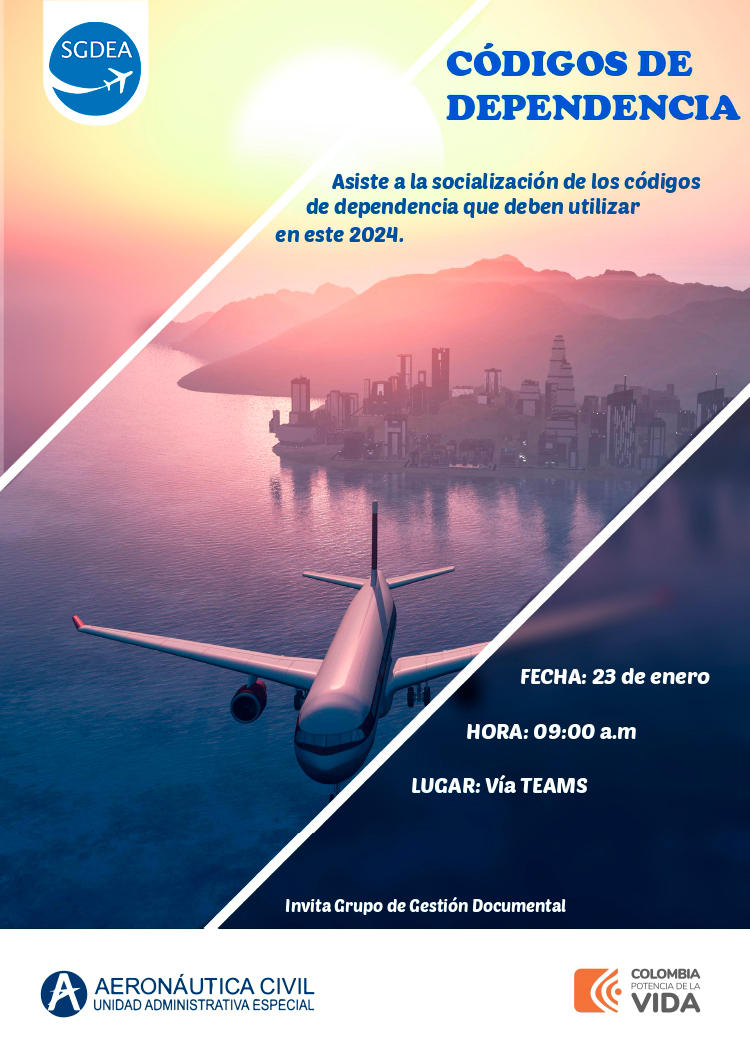 SGDEA
CÓDIGOS DE
DEPENDENCIA
Asiste a la socialización de los códigos
de dependencia que deben utilizar
en este 2024.
FECHA: 23 de enero
HORA: 09:00 a.m
LUGAR: Vía TEAMS
Invita Grupo de Gestión Documental
AERONÁUTICA CIVIL
UNIDAD ADMINISTRATIVA ESPECIAL
COLOMBIA
POTENCIA DE LA
VIDA